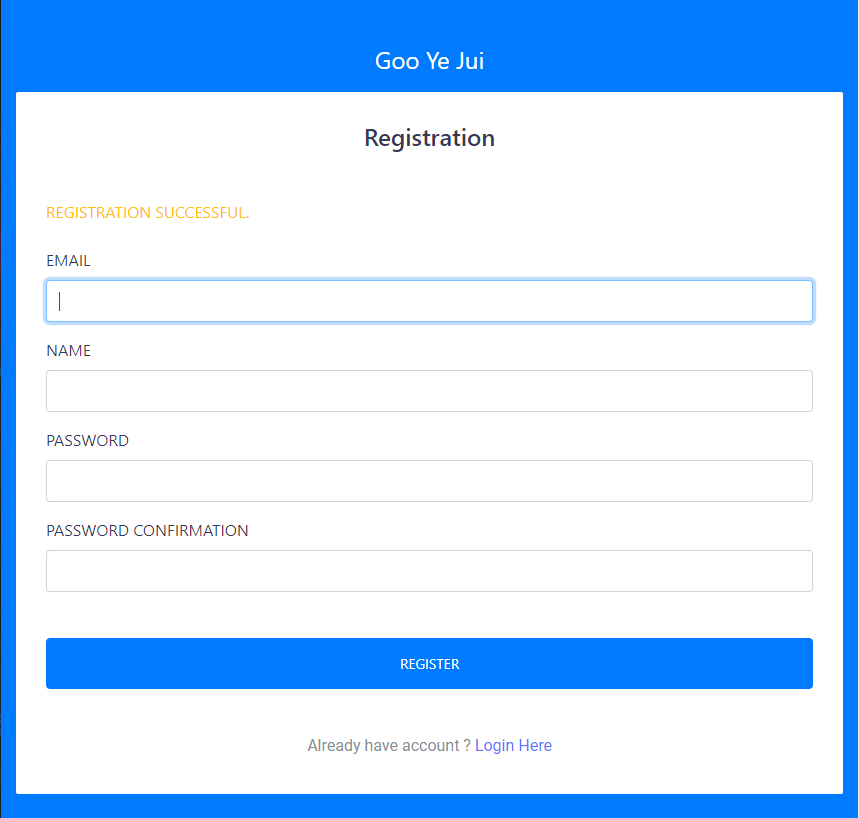 Goo Ye Jui
Registration
REGISTRATION SUCCESSFUL.
EMAIL
NAME
PASSWORD
PASSWORD CONFIRMATION
REGISTER
Already have account ? Login Here